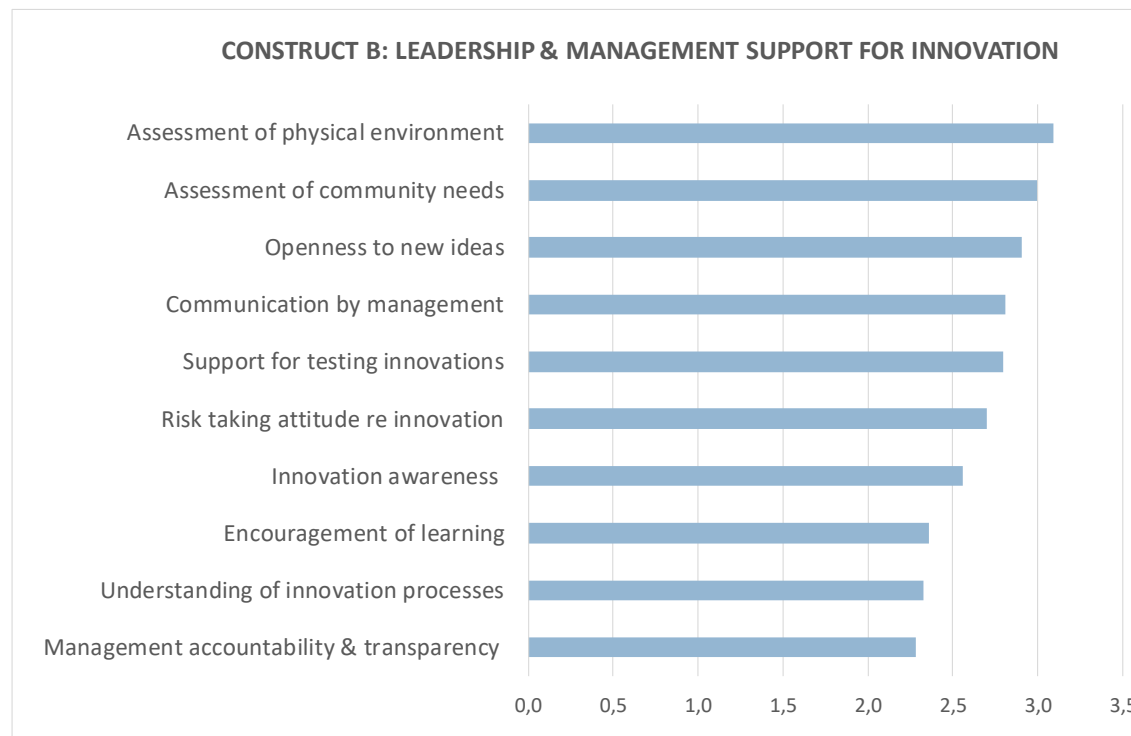 CONSTRUCT B: LEADERSHIP & MANAGEMENT SUPPORT FOR INNOVATION
Assessment of physical environment
Assessment of community needs
Openness to new ideas
Communication by management
Support for testing innovations
Risk taking attitude re innovation
Innovation awareness
Encouragement of learning
Understanding of innovation processes
Management accountability & transparency
0,0 0,5 1,0 1,5 2,0 2,5 3,0 3,5